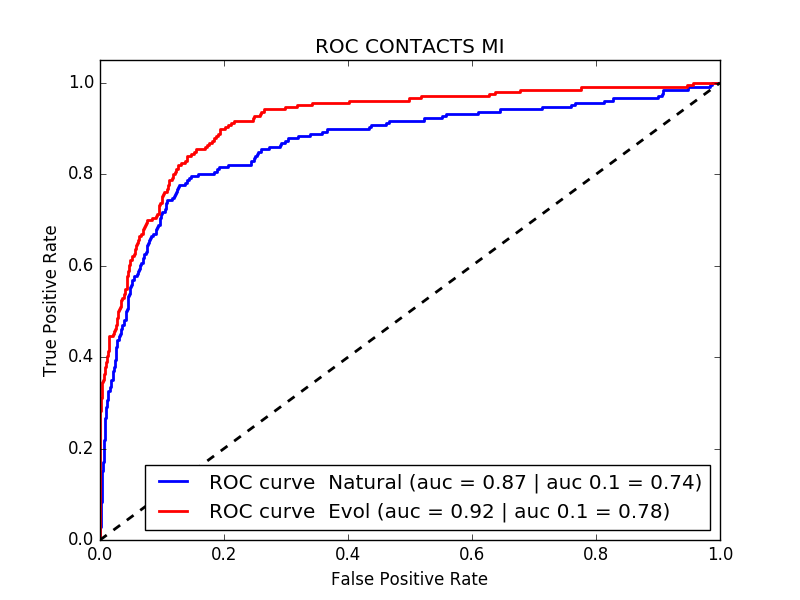 ROC CONTACTS MI
True Positive Rate
1.0
0.8
0.6
0.4
0.2
0.0
ROC curve  Natural (auc = 0.87 | auc 0.1 = 0.74)
ROC curve  Evol (auc = 0.92 | auc 0.1 = 0.78)
0.0 0.2 0.4 0.6 0.8 1.0
False Positive Rate